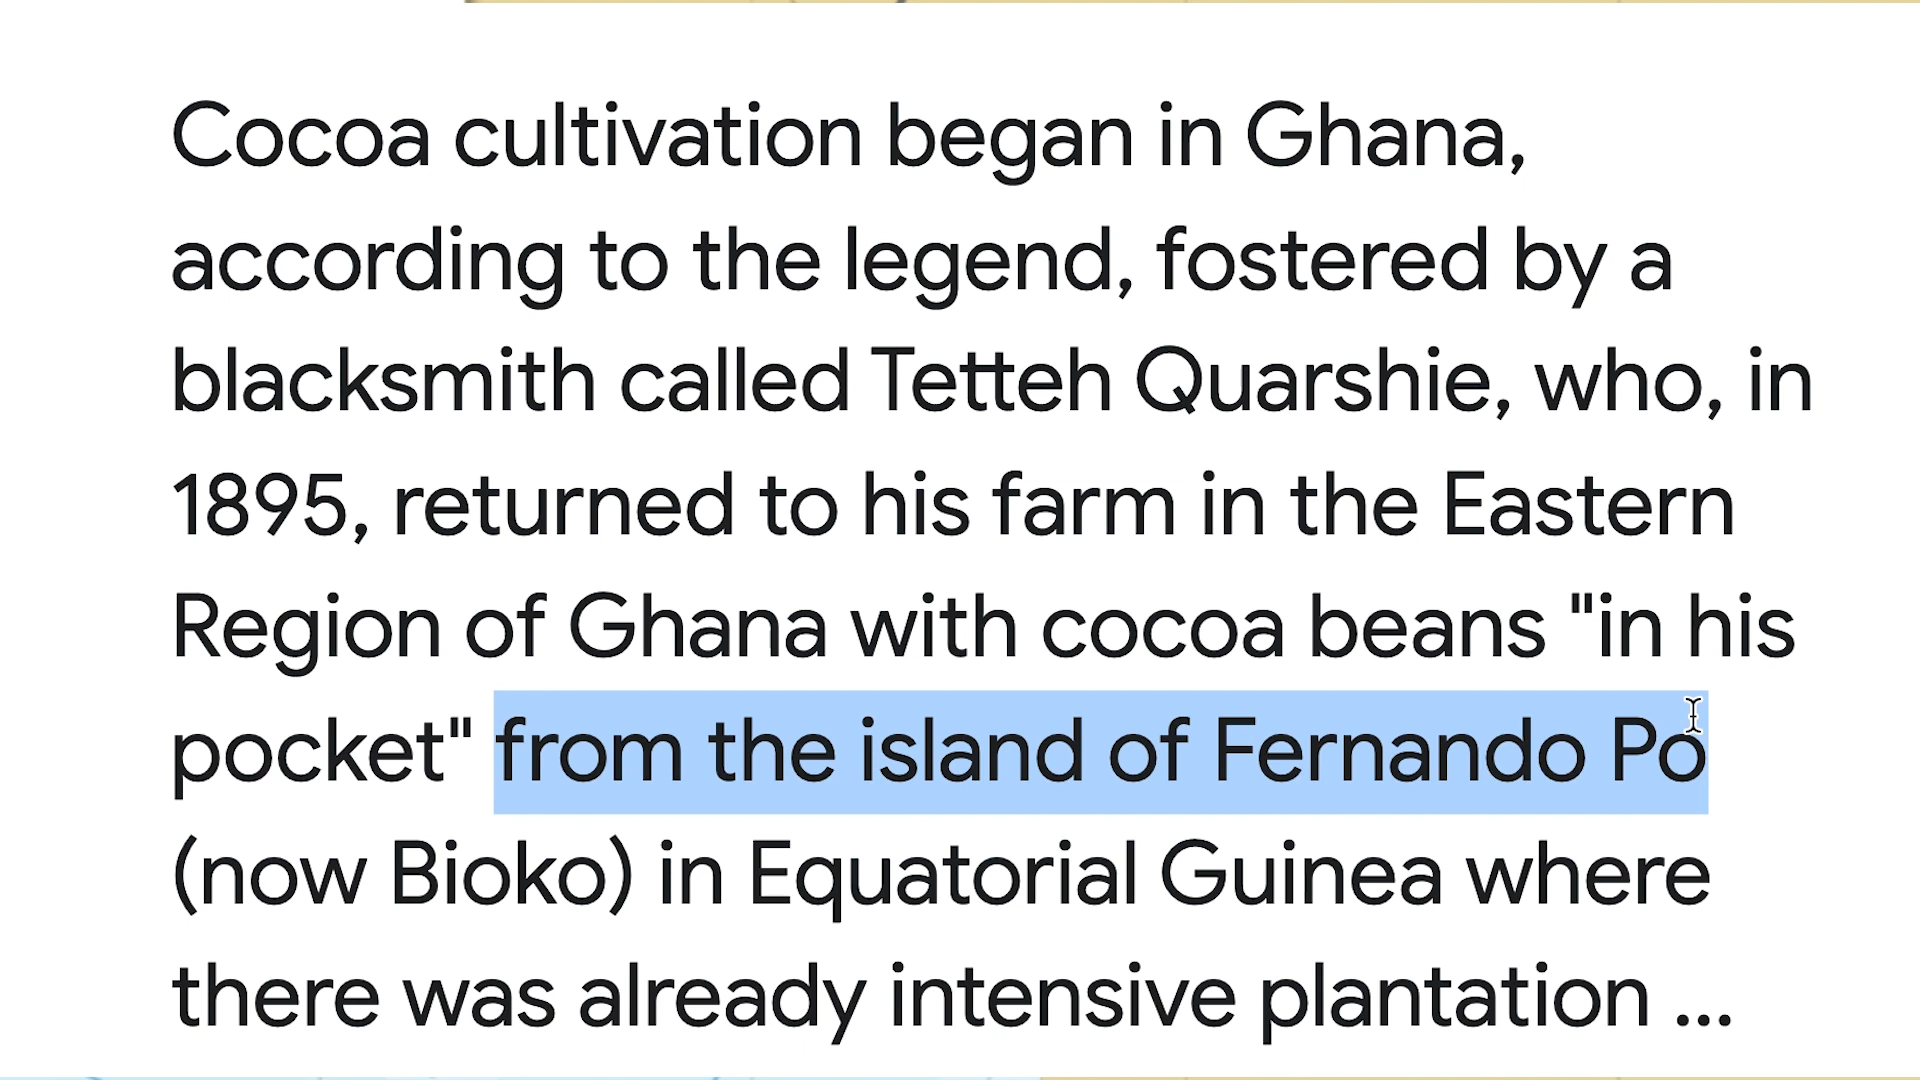 Cocoa cultivation began in Ghana,
according to the legend, fostered by a
blacksmith called Tetteh Quarshie, who, in
1895, returned to his farm in the Eastern
Region of Ghana with cocoa beans "in his
pocket" from the island of Fernando Po
(now Bioko) in Equatorial Guinea where
there was already intensive plantation ...